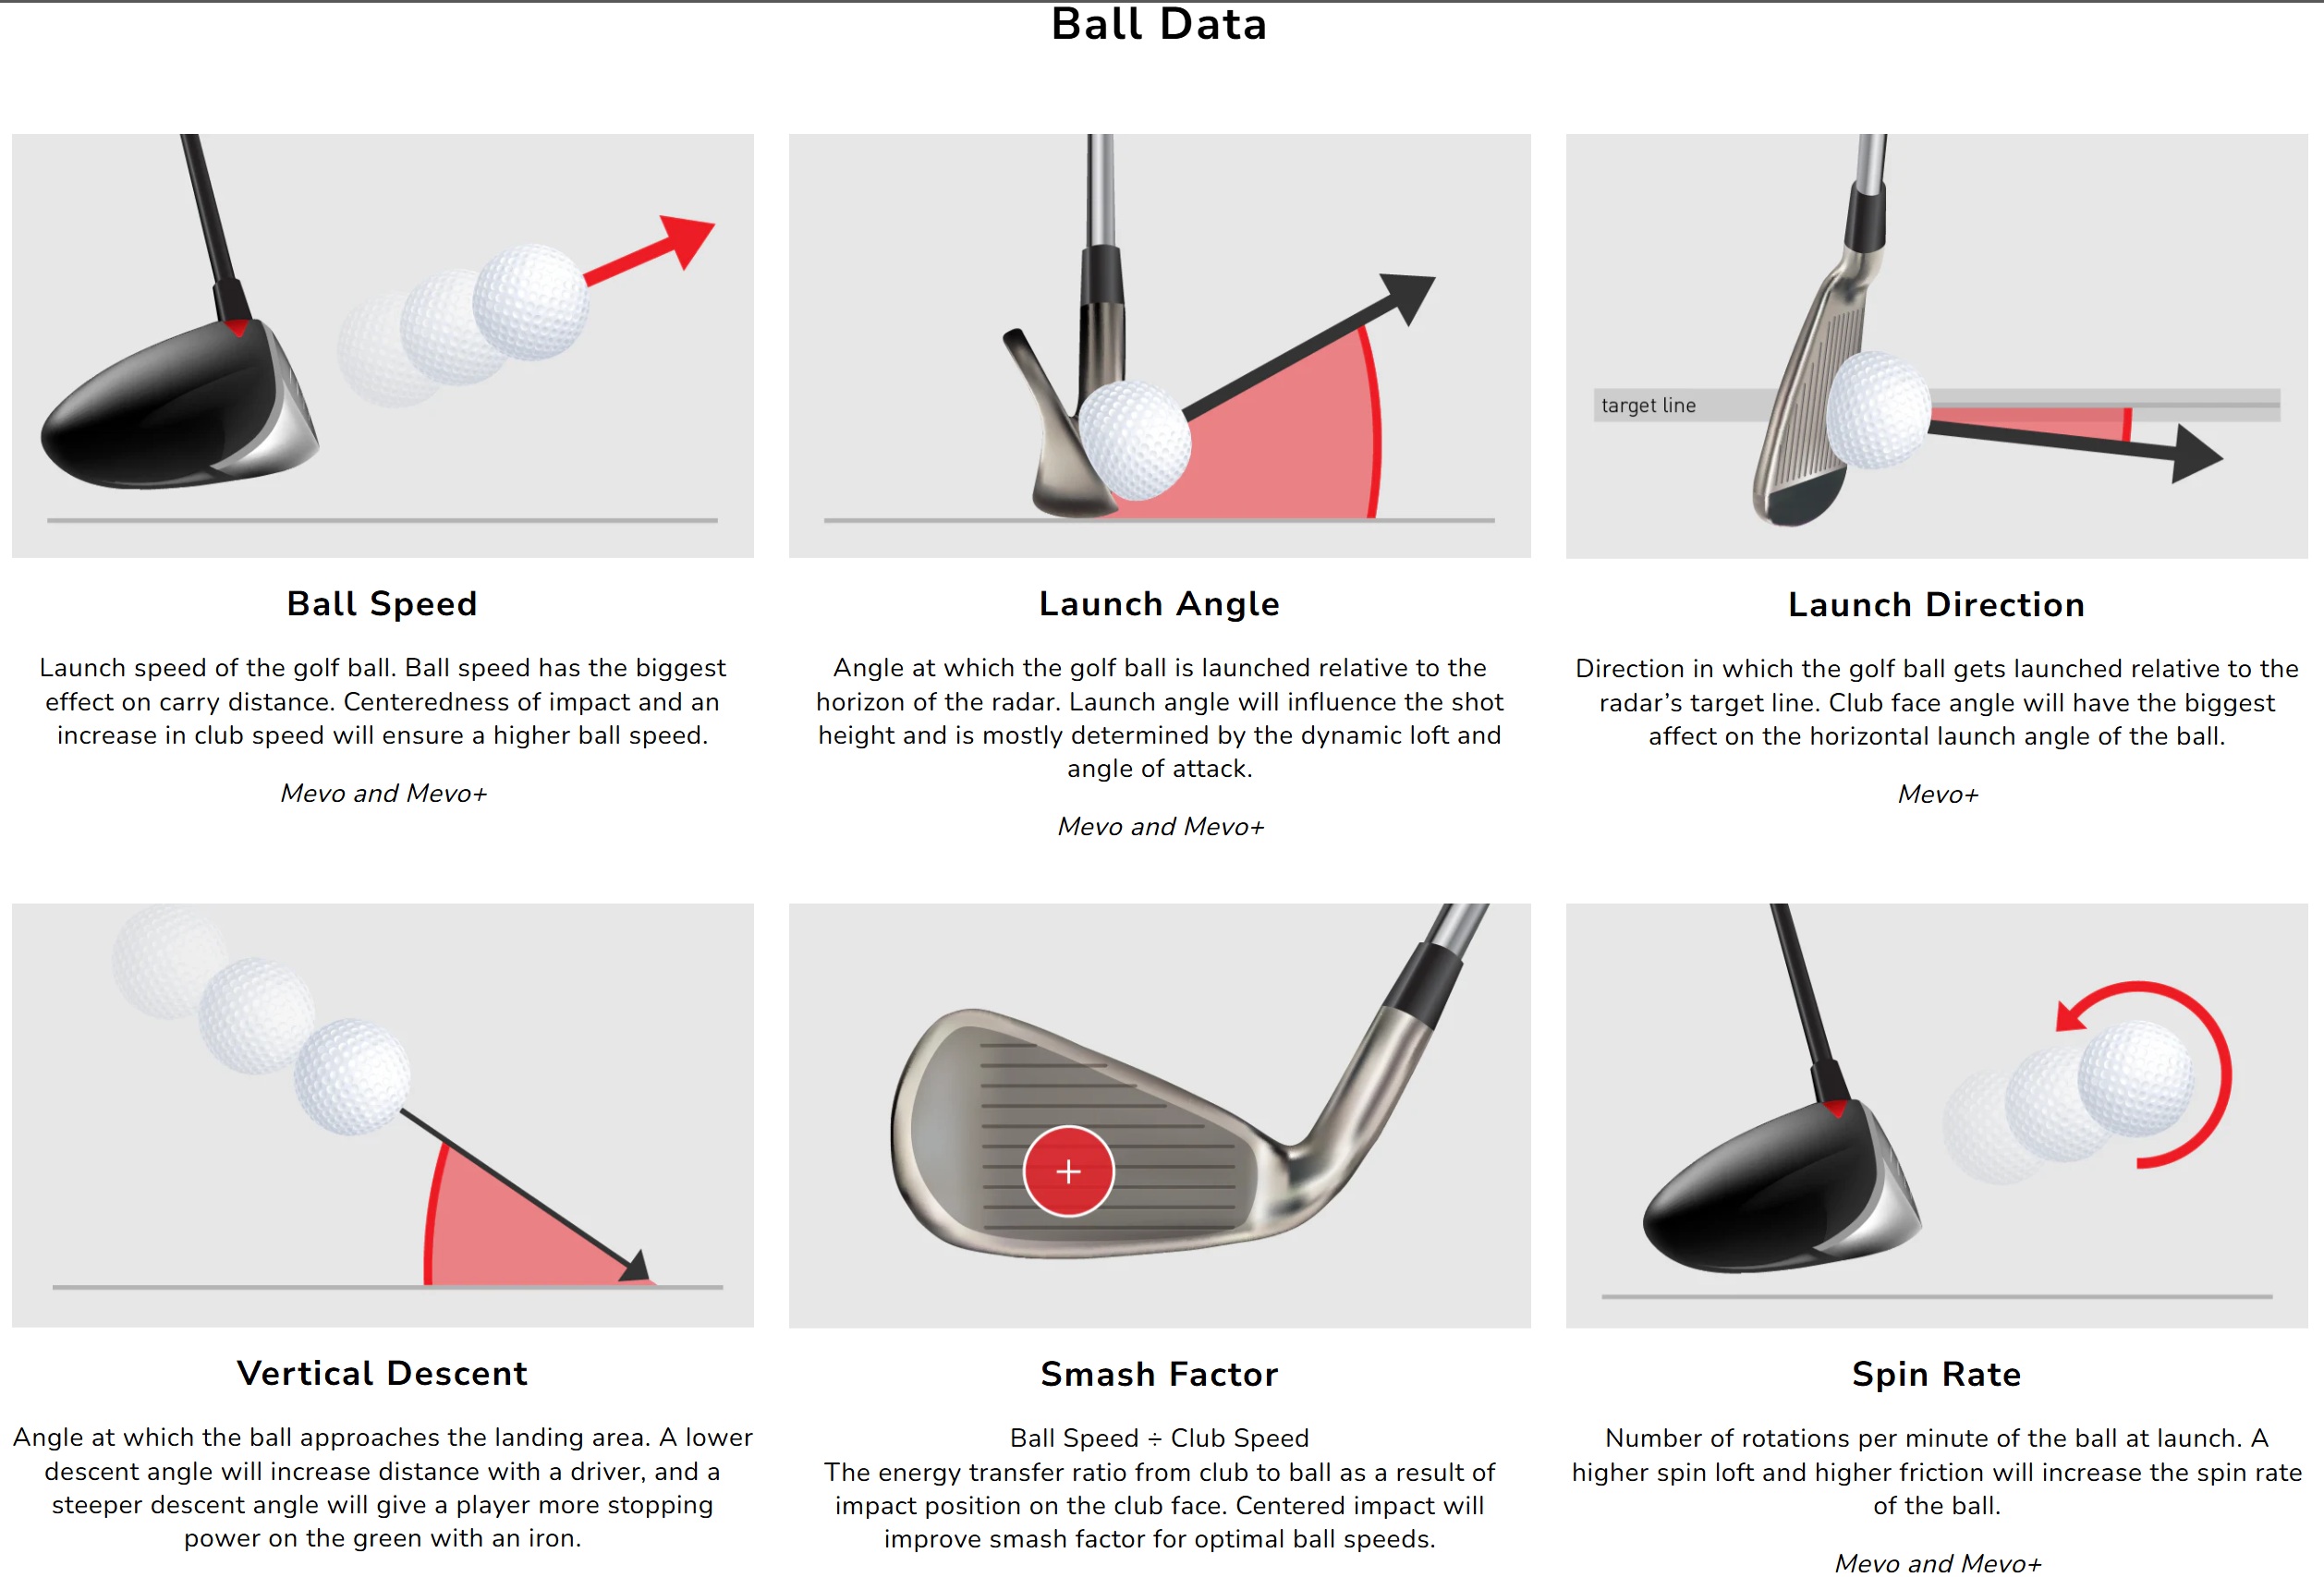 Ball Data
target line
Ball Speed
Launch speed of the golf ball. Ball speed has the biggest
effect on carry distance. Centeredness of impact and an
increase in club speed will ensure a higher ball speed.
Mevo and Mevo+
Launch Angle
Angle at which the golf ball is launched relative to the
horizon of the radar. Launch angle will influence the shot
height and is mostly determined by the dynamic loft and
angle of attack.
Mevo and Mevo+
Launch Direction
Direction in which the golf ball gets launched relative to the
radar’s target line. Club face angle will have the biggest
affect on the horizontal launch angle of the ball.
Mevo+
Vertical Descent
Angle at which the ball approaches the landing area. A lower
descent angle will increase distance with a driver, and a
steeper descent angle will give a player more stopping
power on the green with an iron.
Smash Factor
Ball Speed ÷ Club Speed
The energy transfer ratio from club to ball as a result of
impact position on the club face. Centered impact will
improve smash factor for optimal ball speeds.
Spin Rate
Number of rotations per minute of the ball at launch. A
higher spin loft and higher friction will increase the spin rate
of the ball.
Mevo and Mevo+